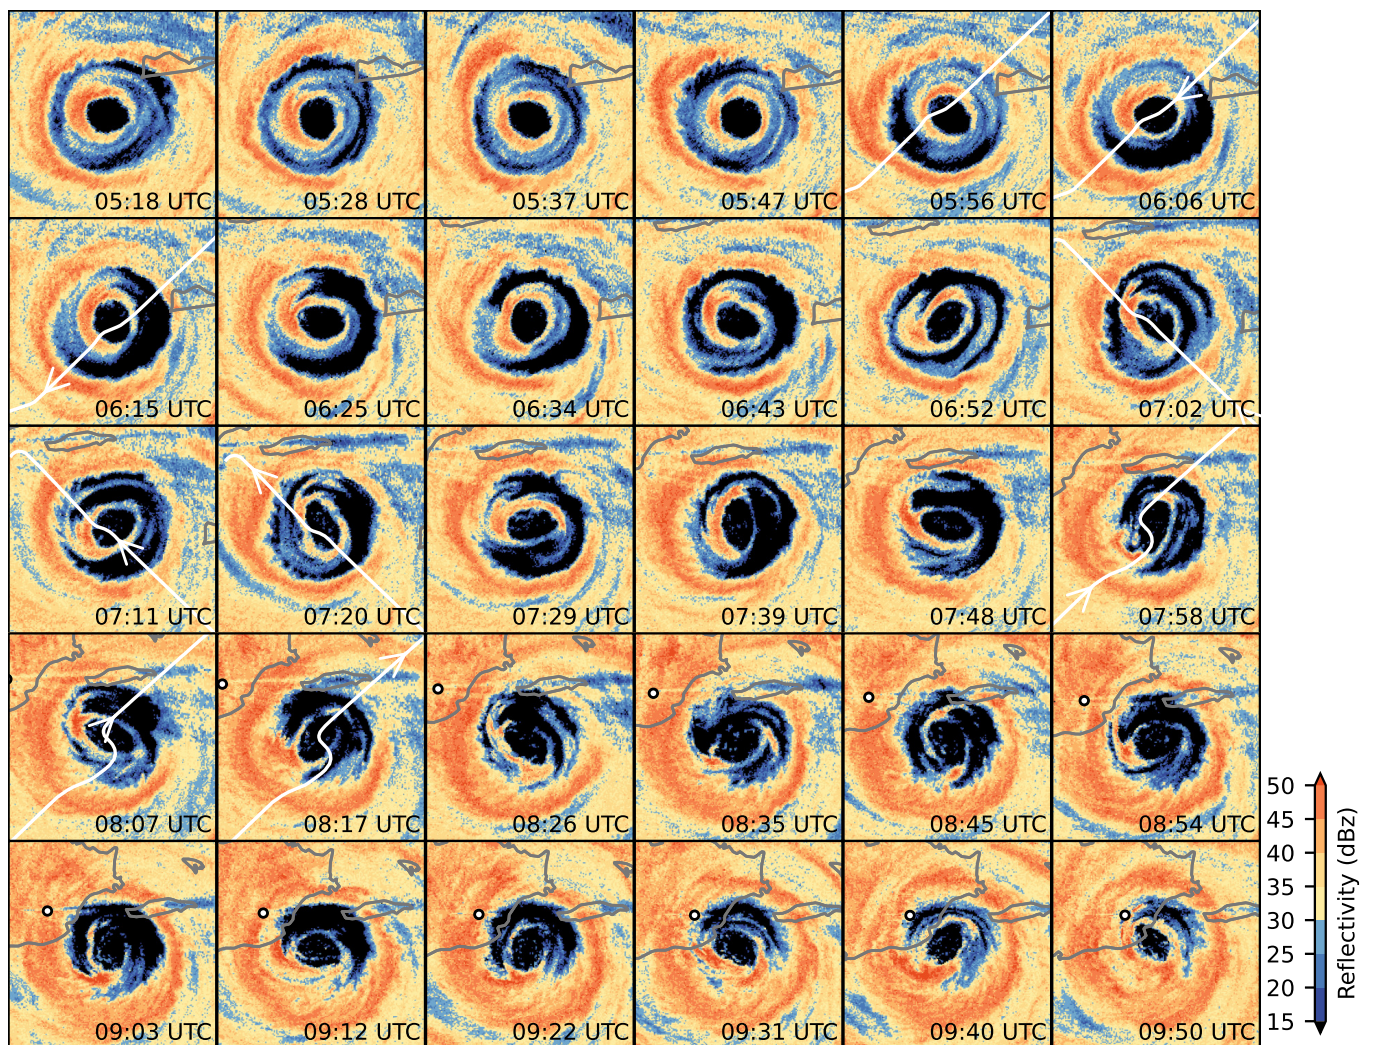 05:18 UTC 05:28 UTC 05:37 UTC 05:47 UTC 05:56 UTC 06:06 UTC
06:15 UTC 06:25 UTC 06:34 UTC 06:43 UTC 06:52 UTC 07:02 UTC
07:11 UTC 07:20 UTC 07:29 UTC 07:39 UTC 07:48 UTC 07:58 UTC
08:07 UTC 08:17 UTC 08:26 UTC 08:35 UTC 08:45 UTC 08:54 UTC
09:03 UTC 09:12 UTC 09:22 UTC 09:31 UTC 09:40 UTC 09:50 UTC
50
45
40
35
30
25
20
15
Reflectivity (dBz)